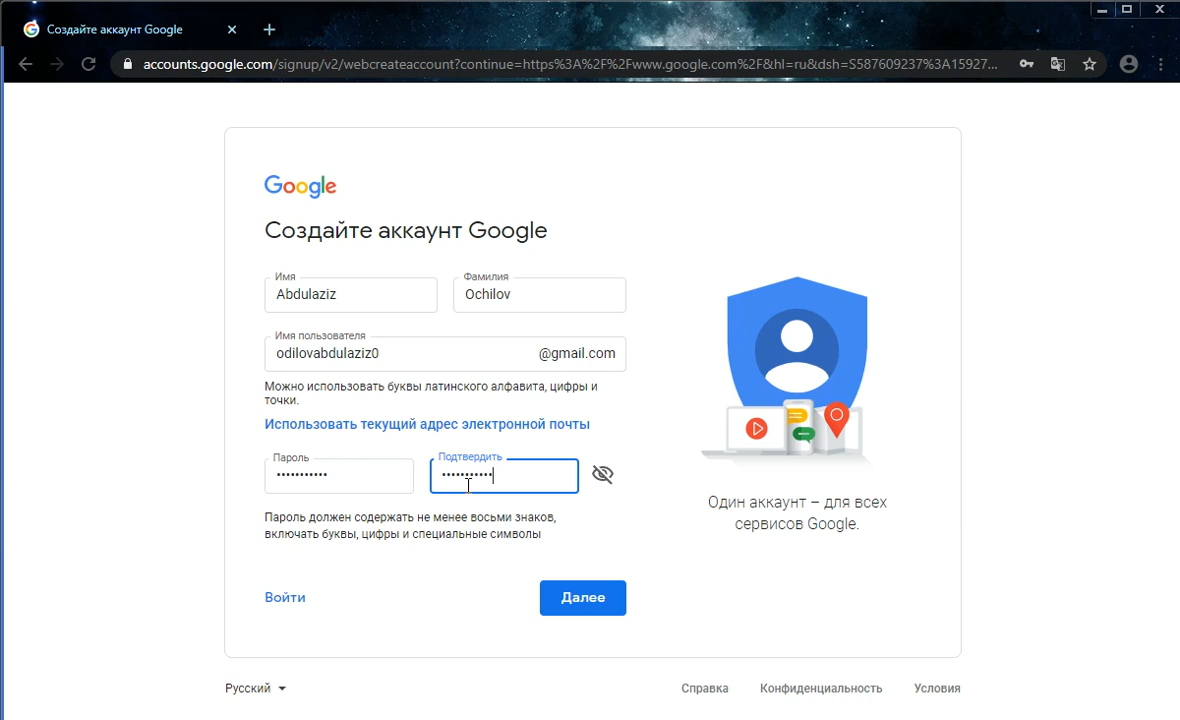 Создайте аккаунт Google
accounts.google.com/signup/v2/webcreateaccount?continue=https%3A%2F%2Fwww.google.com%2F&hl=ru&dsh=S587609237%3A15927...
Google
Создайте аккаунт Google
Имя
Фамилия
Abdulaziz
Ochilov
Имя пользователя
odilovabdulaziz0
@gmail.com
Можно использовать буквы латинского алфавита, цифры и
точки.
Использовать текущий адрес электронной почты
Пароль
Подтвердить
•••••••••••
•••••••••••
Пароль должен содержать не менее восьми знаков,
включать буквы, цифры и специальные символы
Войти
Далее
Один аккаунт – для всех
сервисов Google.
Русский
Справка
Конфиденциальность
Условия